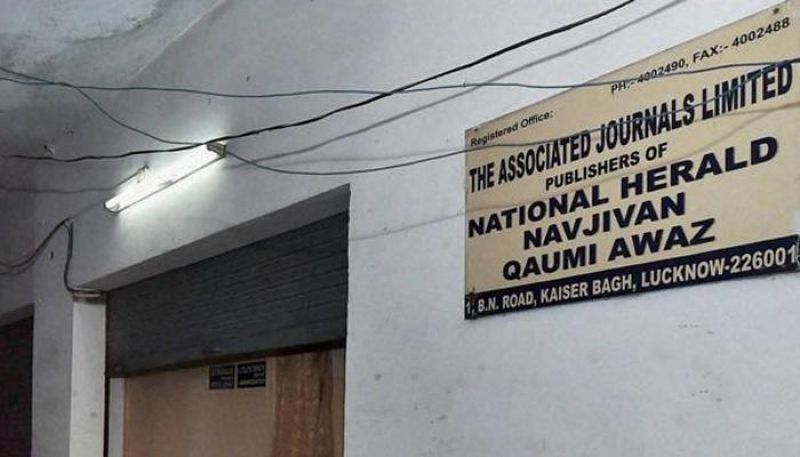 PH:- 4002490, FAX:- 4002488
Registered Office:
THE ASSOCIATED JOURNALS LIMITED
PUBLISHERS OF
NATIONAL HERALD
NAVJIVAN
QAUMI AWAZ
1, B.N. ROAD, KAISER BAGH, LUCKNOW-226001